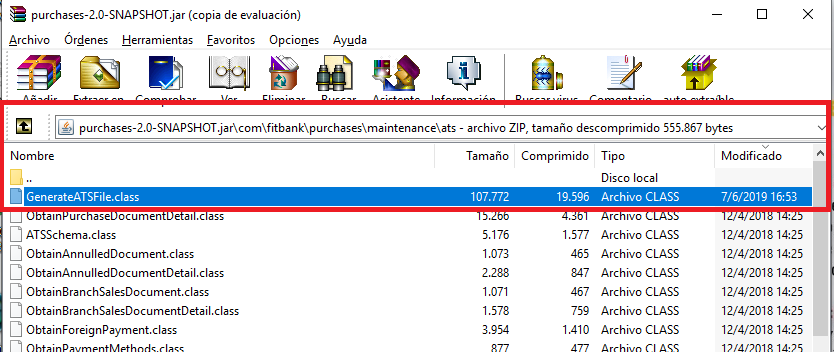 purchases-2.0-SNAPSHOT.jar (copia de evaluación)
Archivo Órdenes Herramientas Favoritos Opciones Ayuda
Añadir Extraer en Comprobar Ver Eliminar Buscar Asistente Información Buscar virus Comentario auto extraíble
purchases-2.0-SNAPSHOT.jar\com\fitbank\purchases\maintenance\ats - archivo ZIP, tamaño descomprimido 555.867 bytes
Nombre Tamaño Comprimido Tipo Modificado
.. Disco local
GenerateATSFile.class 107.772 19.596 Archivo CLASS 7/6/2019 16:53
ObtainPurchaseDocumentDetail.class 15.266 4.361 Archivo CLASS 12/4/2018 14:25
ATSSchema.class 5.176 1.577 Archivo CLASS 12/4/2018 14:25
ObtainAnnulledDocument.class 1.073 465 Archivo CLASS 12/4/2018 14:25
ObtainAnnulledDocumentDetail.class 2.288 847 Archivo CLASS 12/4/2018 14:25
ObtainBranchSalesDocument.class 1.071 467 Archivo CLASS 12/4/2018 14:25
ObtainBranchSalesDocumentDetail.class 1.578 759 Archivo CLASS 12/4/2018 14:25
ObtainForeignPayment.class 3.954 1.410 Archivo CLASS 12/4/2018 14:25
ObtainPaymentMethods.class 877 477 Archivo CLASS 12/4/2018 14:25